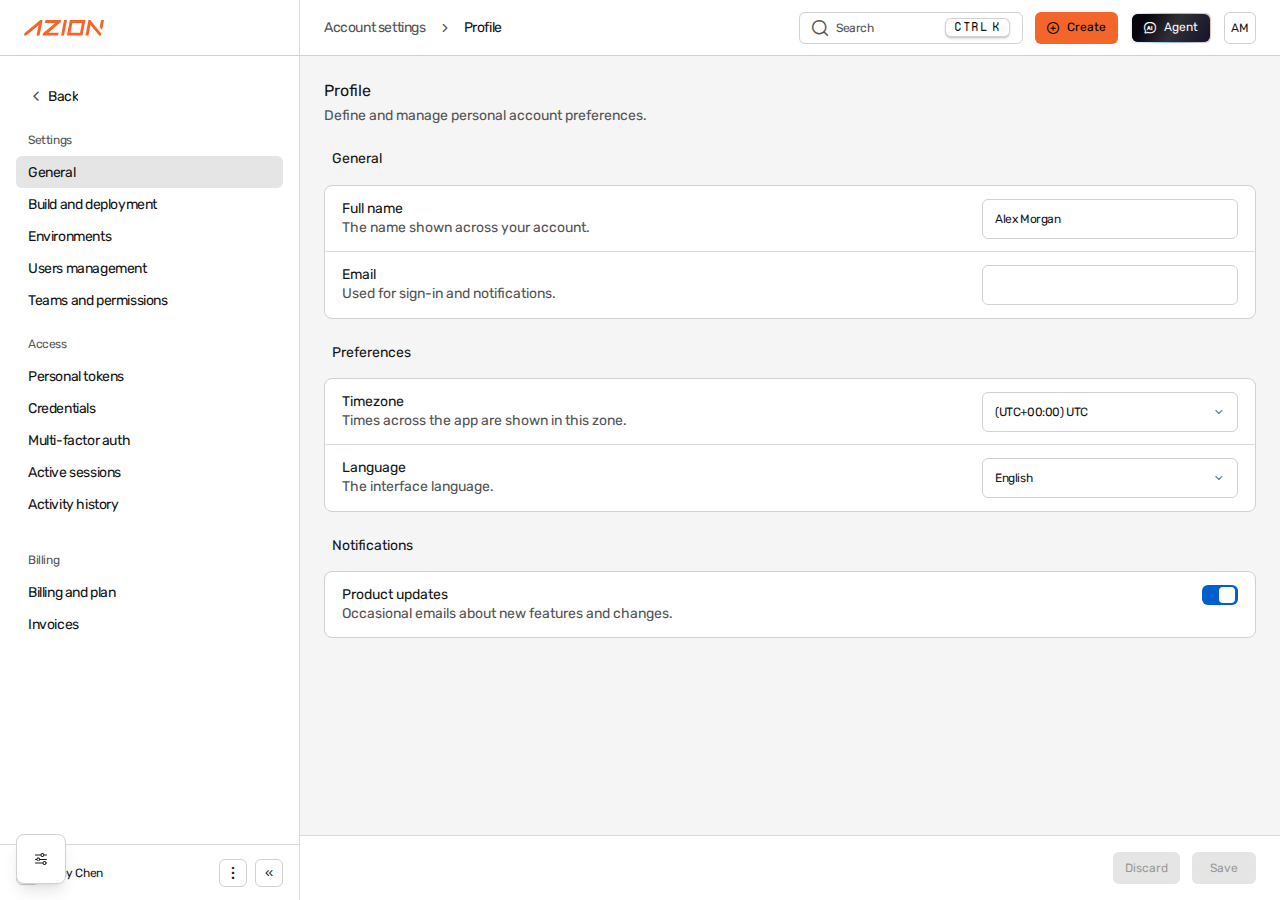 AZION
Account settings > Profile
Search
CTRL K
Create
Agent
AM
Back
Settings
General
Build and deployment
Environments
Users management
Teams and permissions
Access
Personal tokens
Credentials
Multi-factor auth
Active sessions
Activity history
Billing
Billing and plan
Invoices
y Chen
Profile
Define and manage personal account preferences.
General
Full name
The name shown across your account.
Alex Morgan
Email
Used for sign-in and notifications.
Preferences
Timezone
Times across the app are shown in this zone.
(UTC+00:00) UTC
Language
The interface language.
English
Notifications
Product updates
Occasional emails about new features and changes.
Discard
Save